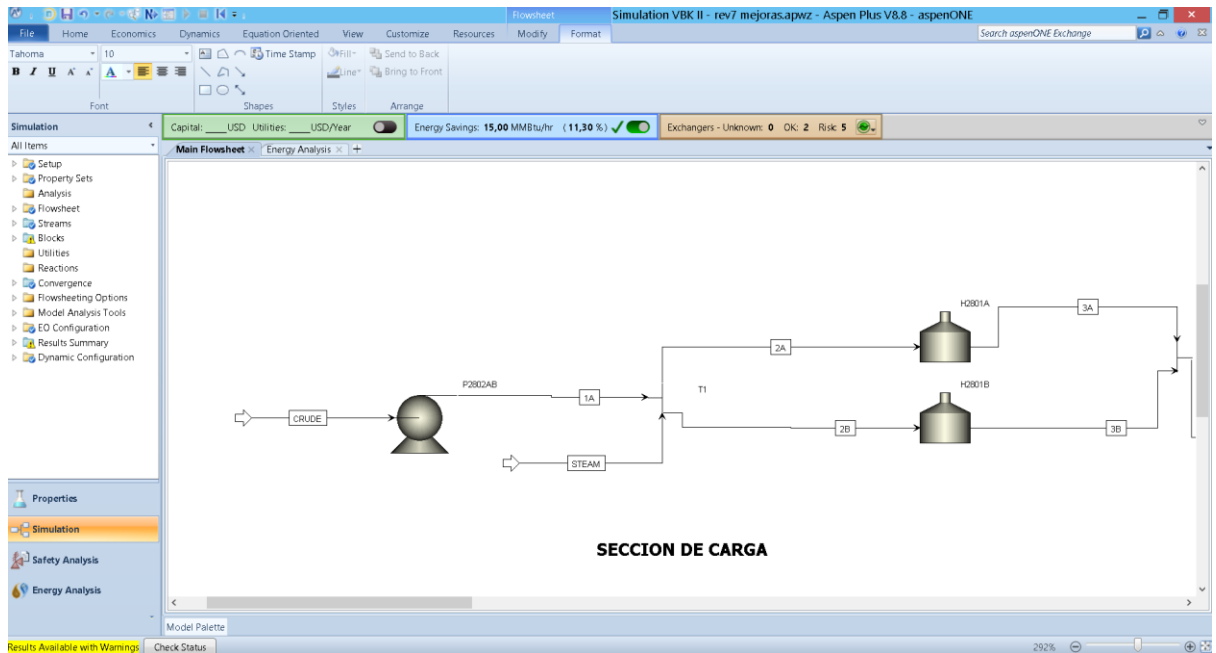 Flowsheet Simulation VBK II - rev7 mejoras.apwz - Aspen Plus V8.8 - aspenONE
File Home Economics Dynamics Equation Oriented View Customize Resources Modify Format Search aspenONE Exchange
Tahoma 10 Time Stamp Fill Send to Back
B I U A Line Bring to Front
Font Shapes Styles Arrange
Simulation Capital: ____USD Utilities: ____USD/Year Energy Savings: 15,00 MMBtu/hr (11,30 %) Exchangers - Unknown: 0 OK: 2 Risk: 5
All Items Main Flowsheet Energy Analysis +
Setup
Property Sets
Analysis
Flowsheet
Streams
Blocks
Utilities
Reactions
Convergence
Flowsheeting Options
Model Analysis Tools
EO Configuration
Results Summary
Dynamic Configuration
H2801A
3A
2A
P2802AB
T1
H2801B
1A
CRUDE
2B
3B
STEAM
SECCION DE CARGA
Properties
Simulation
Safety Analysis
Energy Analysis
Model Palette
Results Available with Warnings Check Status 292%